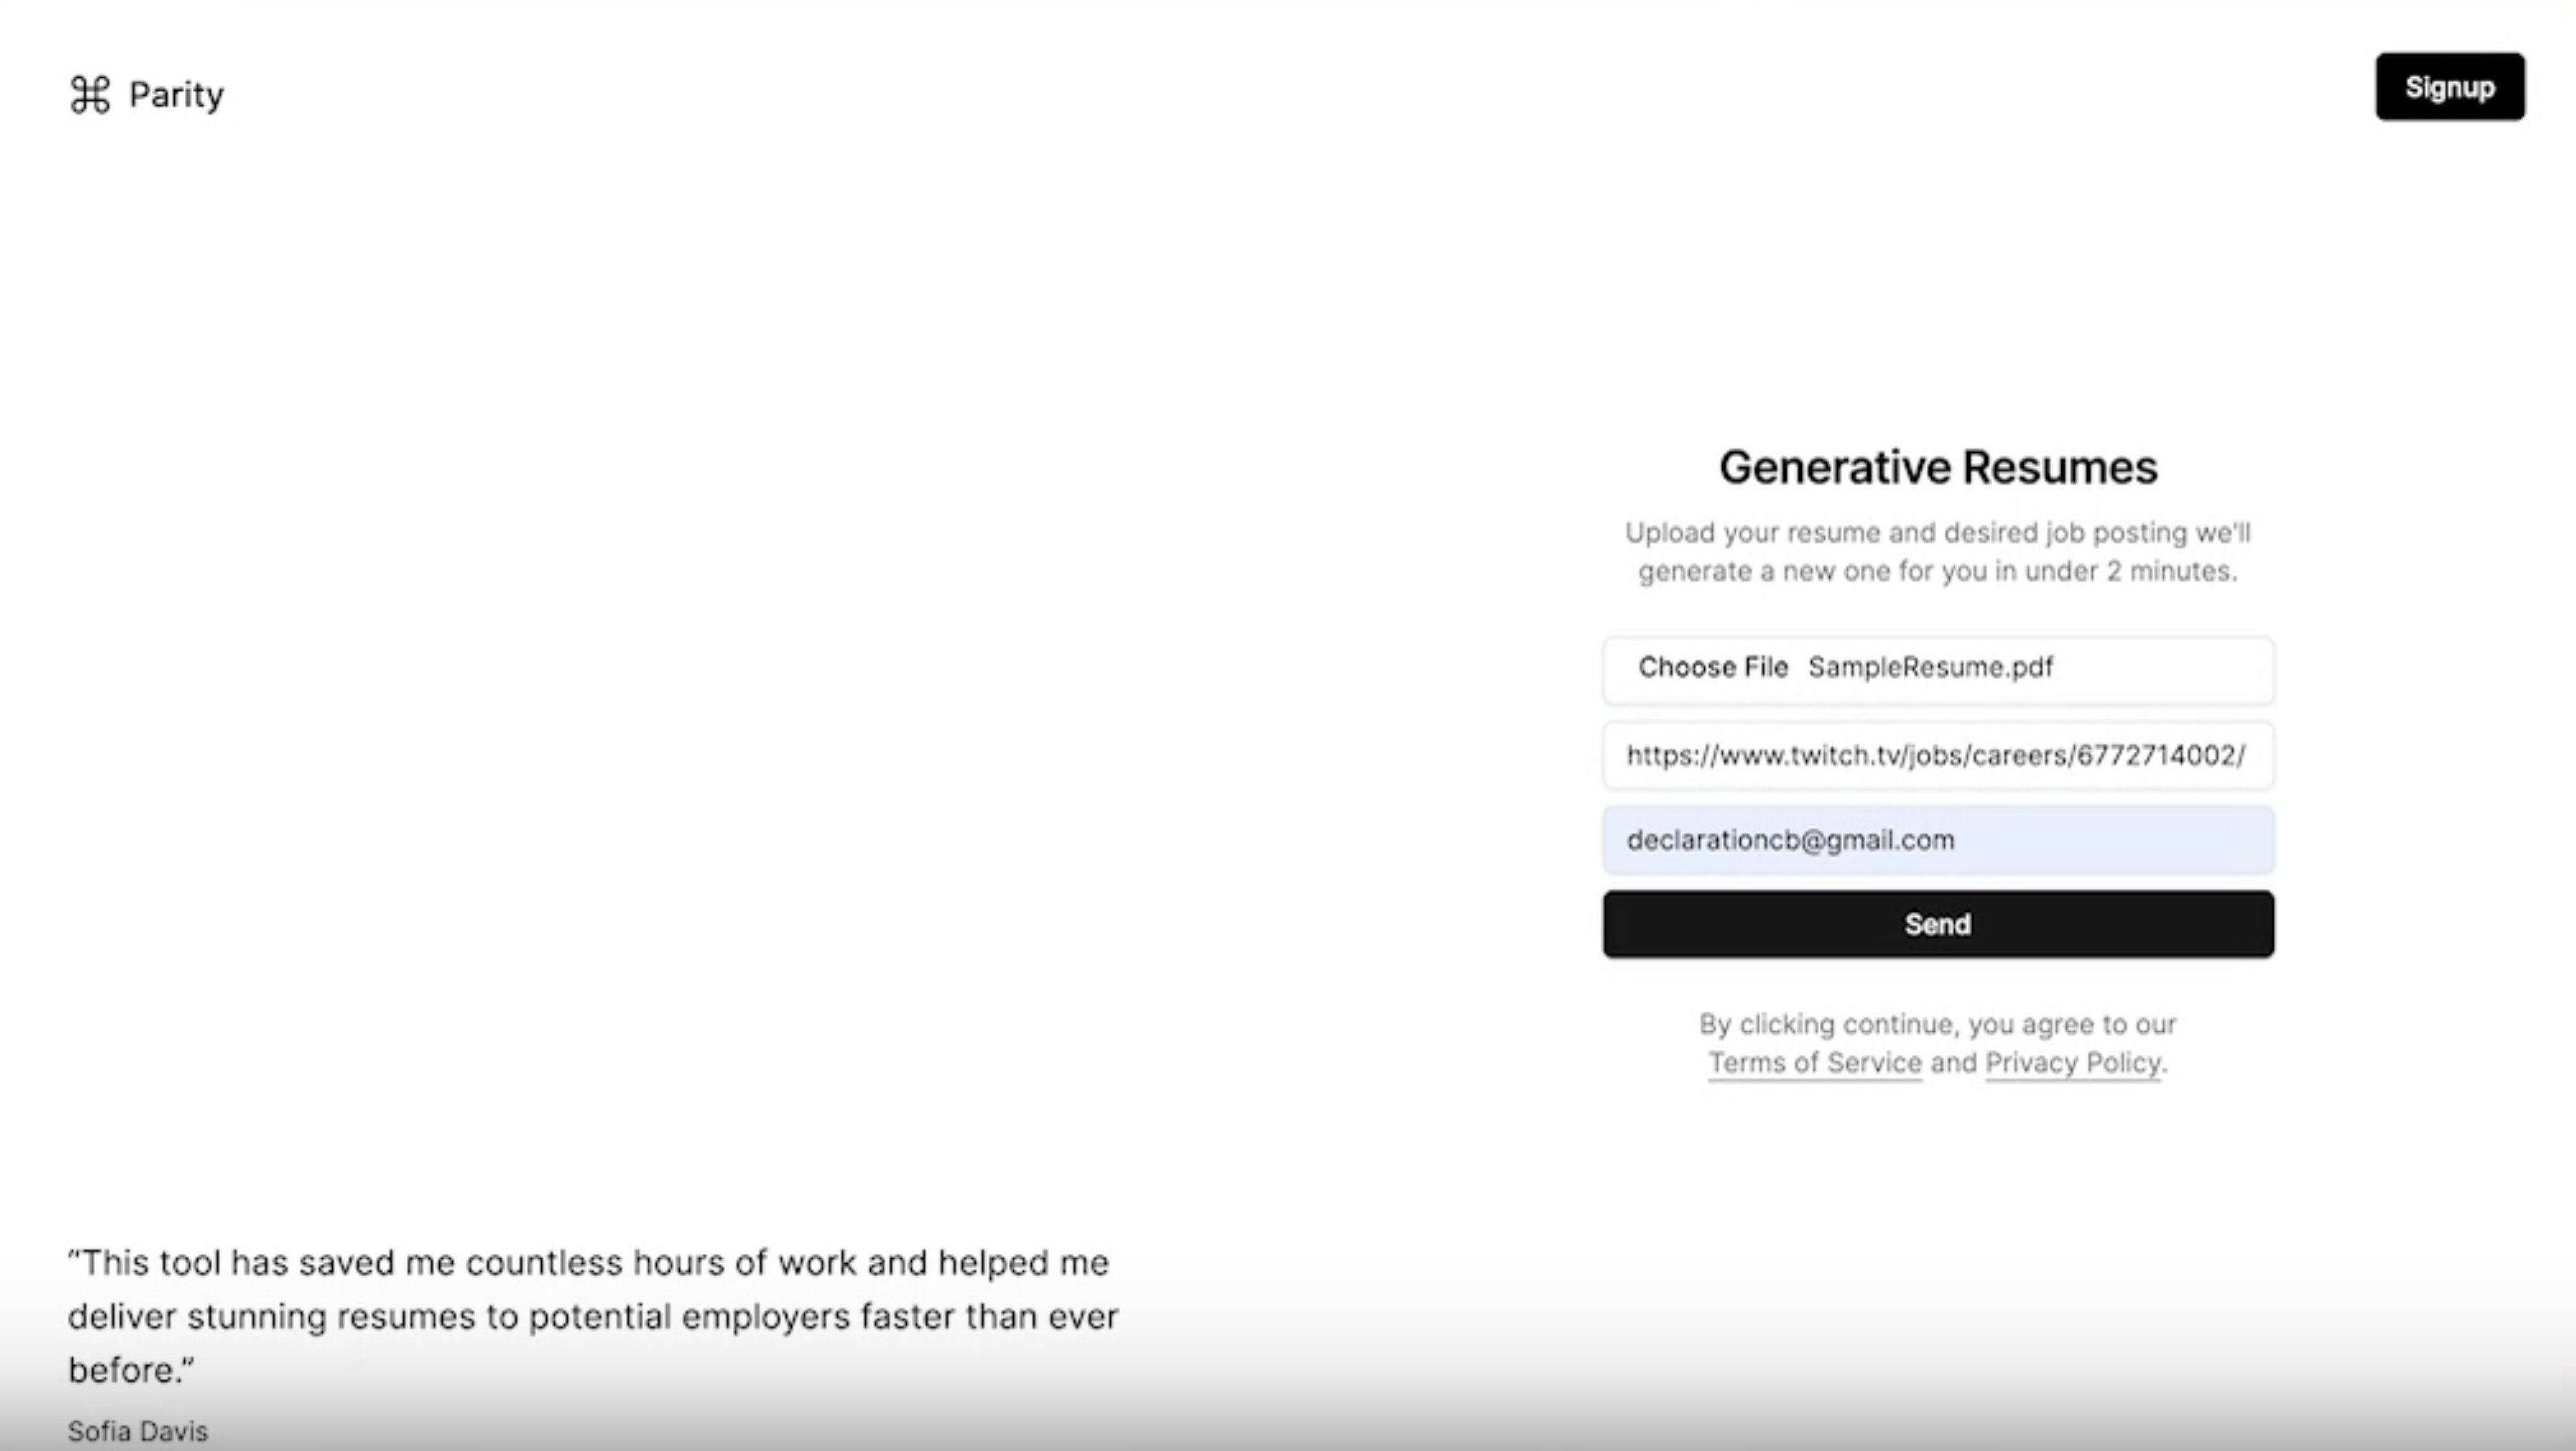 ⌘ Parity
Signup
Generative Resumes
Upload your resume and desired job posting we'll
generate a new one for you in under 2 minutes.
Choose File SampleResume.pdf
https://www.twitch.tv/jobs/careers/6772714002/
declarationcb@gmail.com
Send
By clicking continue, you agree to our
Terms of Service and Privacy Policy.
“This tool has saved me countless hours of work and helped me
deliver stunning resumes to potential employers faster than ever
before.”
Sofia Davis